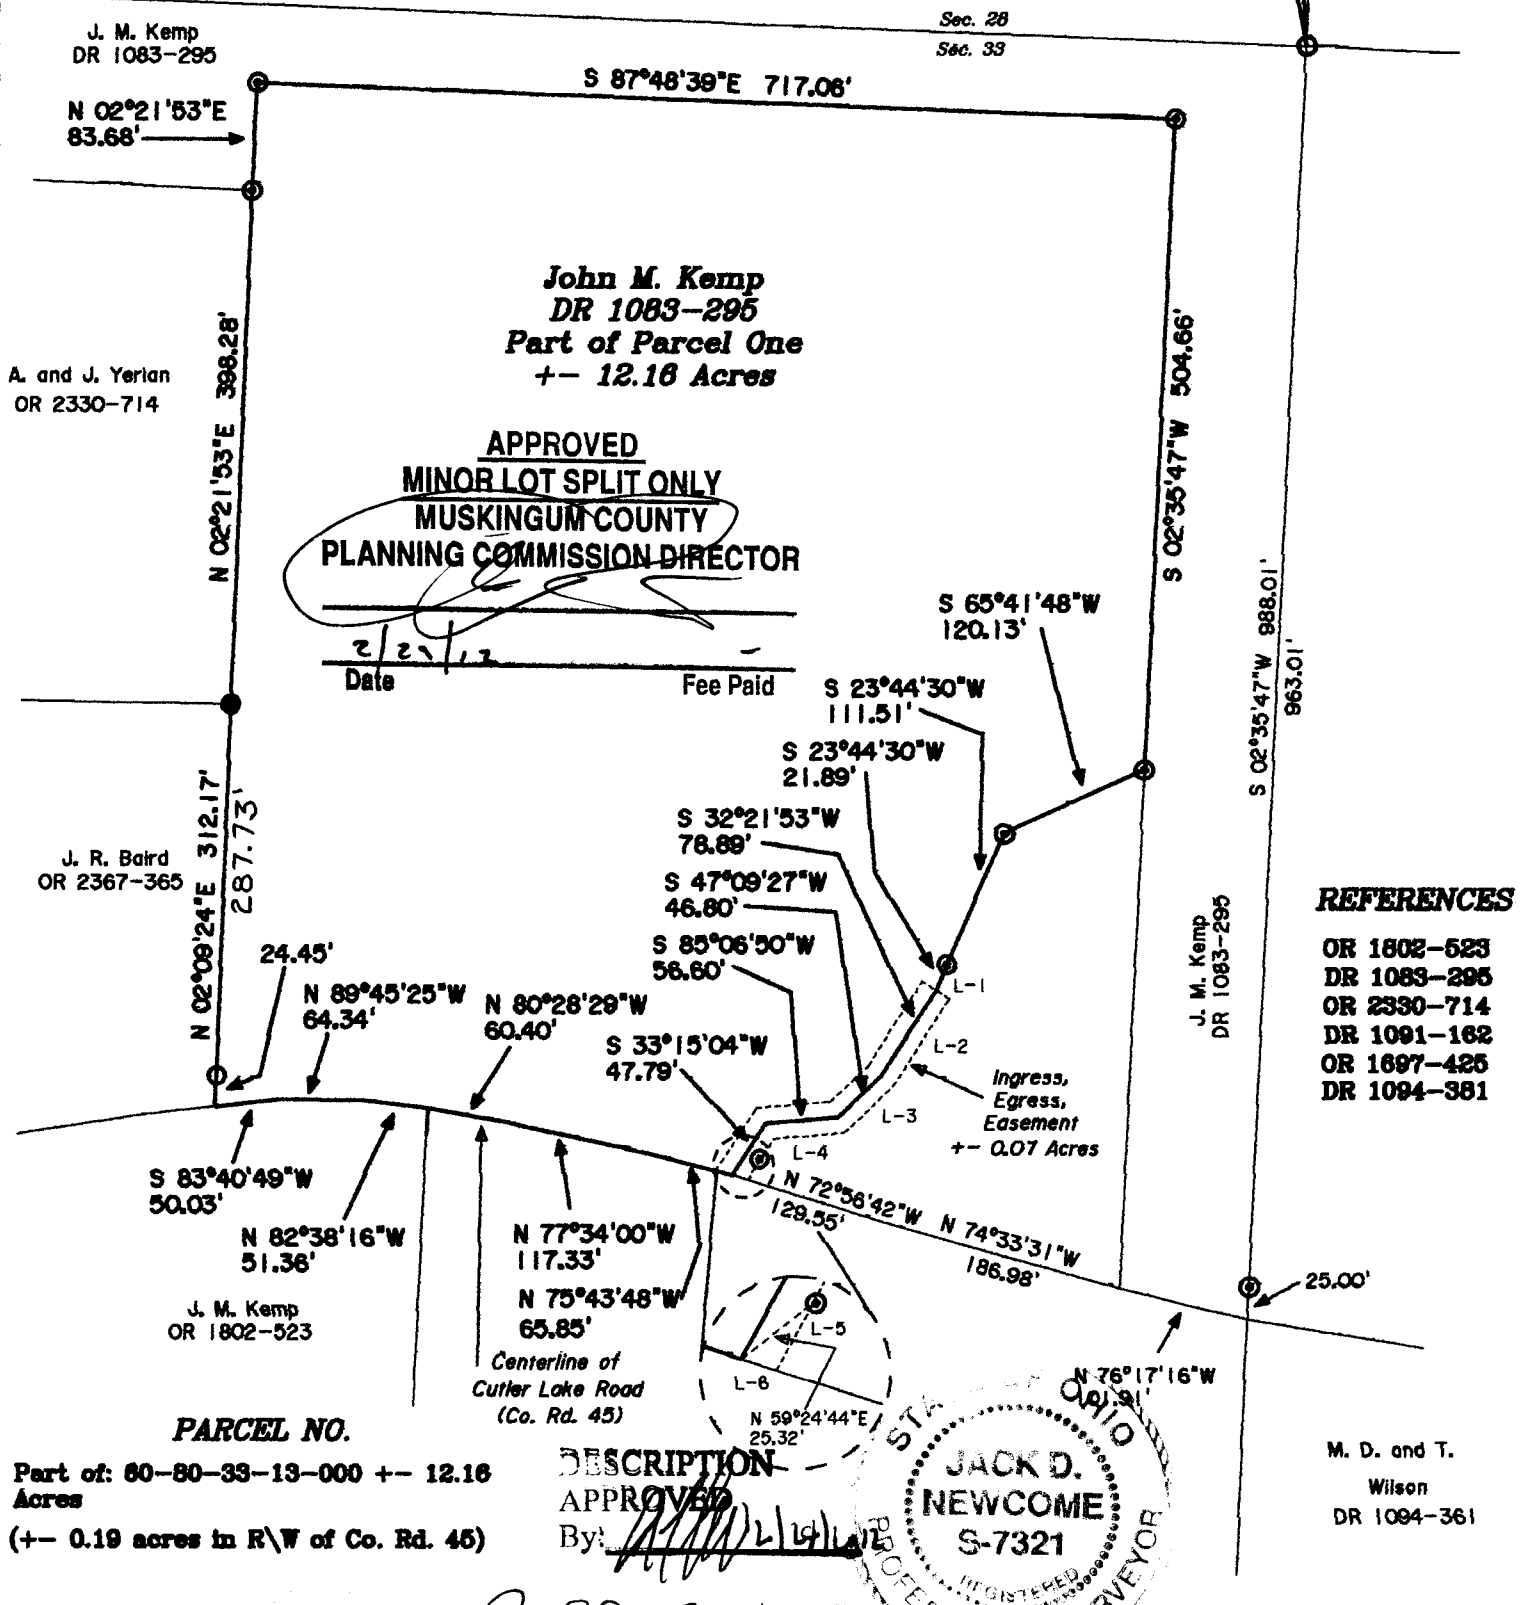 Sec. 28
Sec. 33
J. M. Kemp
DR 1083-295
S 87°48'39"E 717.06'
N 02°21'53"E
83.68'
John M. Kemp
DR 1083-295
Part of Parcel One
+- 12.16 Acres
A. and J. Yerian
OR 2330-714
N 02°21'53"E 398.28'
S 02°35'47"W 504.66'
APPROVED
MINOR LOT SPLIT ONLY
MUSKINGUM COUNTY
PLANNING COMMISSION DIRECTOR
Date
Fee Paid
S 65°41'48"W
120.13'
S 02°35'47"W 988.01'
963.01'
S 23°44'30"W
111.51'
S 23°44'30"W
21.89'
S 32°21'53"W
78.89'
S 47°09'27"W
46.80'
S 85°06'50"W
56.60'
J. R. Baird
OR 2367-365
N 02°09'24"E 312.17'
287.73'
J. M. Kemp
DR 1083-295
REFERENCES
OR 1802-523
DR 1083-295
OR 2330-714
DR 1091-162
OR 1697-425
DR 1094-381
24.45'
N 89°45'25"W
64.34'
N 80°28'29"W
60.40'
S 33°15'04"W
47.79'
L-1
L-2
L-3
L-4
Ingress,
Egress,
Easement
+- 0.07 Acres
S 83°40'49"W
50.03'
N 82°38'16"W
51.36'
N 77°34'00"W
117.33'
N 75°43'48"W
65.85'
N 72°56'42"W
129.55'
N 74°33'31"W
186.98'
25.00'
J. M. Kemp
OR 1802-523
Centerline of
Cutler Lake Road
(Co. Rd. 45)
L-5
L-6
N 59°24'44"E
25.32'
N 76°17'16"W
PARCEL NO.
Part of: 60-80-33-13-000 +- 12.16
Acres
(+- 0.19 acres in R\W of Co. Rd. 45)
DESCRIPTION
APPROVED
By:
STATE OF OHIO
JACK D.
NEWCOME
S-7321
REGISTERED
M. D. and T.
Wilson
DR 1094-361